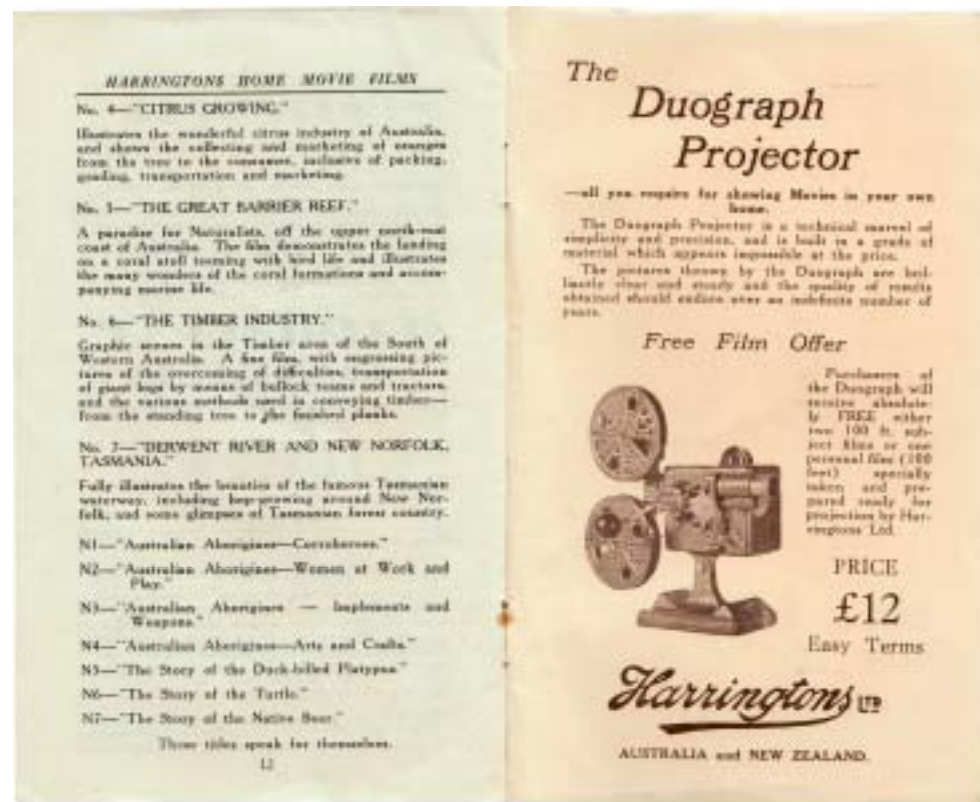 HARRINGTONS HOME MOVIE FILMS
No. 4—"CITRUS GROWING."
Illustrates the wonderful citrus industry of Australia,
and shows the collecting and marketing of oranges
from the tree to the consumer, inclusive of packing,
grading, transportation and marketing.
No. 5—"THE GREAT BARRIER REEF."
A paradise for Naturalists, off the upper north-east
coast of Australia. The film demonstrates the landing
on a coral atoll teeming with bird life and illustrates
the many wonders of the coral formations and accom-
panying marine life.
No. 6—"THE TIMBER INDUSTRY."
Graphic scenes in the Timber area of the South of
Western Australia. A fine film, with engrossing pic-
tures of the overcoming of difficulties, transportation
of giant logs by means of bullock teams and tractors,
and the various methods used in conveying timber—
from the standing tree to the finished planks.
No. 7—"DERWENT RIVER AND NEW NORFOLK,
TASMANIA."
Fully illustrates the beauties of the famous Tasmanian
waterway, including hop-growing around New Nor-
folk, and some glimpses of Tasmanian forest country.
N1—"Australian Aborigines—Corroborees."
N2—"Australian Aborigines—Women at Work and
Play."
N3—"Australian Aborigines — Implements and
Weapons."
N4—"Australian Aborigines—Arts and Crafts."
N5—"The Story of the Duck-billed Platypus."
N6—"The Story of the Turtle."
N7—"The Story of the Native Bear."
These titles speak for themselves.
12
The
Duograph
Projector
—all you require for showing Movies in your own
home.
The Duograph Projector is a technical marvel of
simplicity and precision, and is built in a grade of
material which appears impossible at the price.
The pictures thrown by the Duograph are bril-
liantly clear and steady and the quality of results
obtained should endure over an indefinite number of
years.
Free Film Offer
Purchasers of
the Duograph will
receive absolute-
ly FREE either
two 100 ft. sub-
ject films or one
personal film (100
feet) specially
taken and pre-
pared ready for
projection by Har-
ringtons Ltd.
PRICE
£12
Easy Terms
Harringtons LTD
AUSTRALIA and NEW ZEALAND.